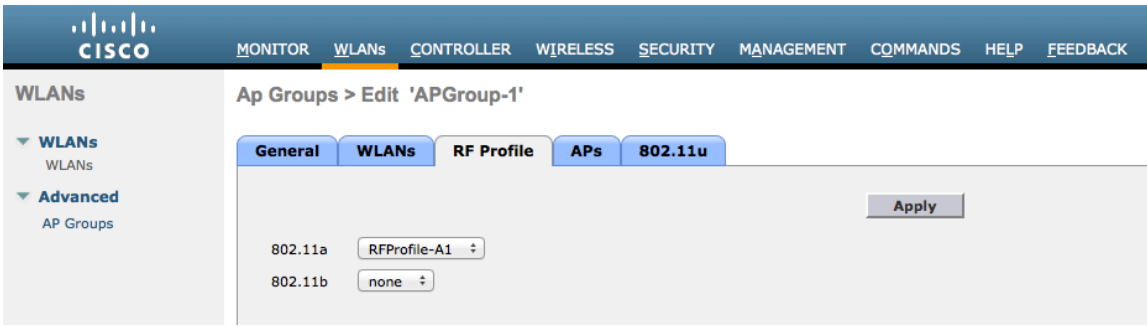 CISCO
MONITOR WLANs CONTROLLER WIRELESS SECURITY MANAGEMENT COMMANDS HELP FEEDBACK
WLANs
Ap Groups > Edit 'APGroup-1'
WLANs
WLANs
Advanced
AP Groups
General WLANs RF Profile APs 802.11u
Apply
802.11a RFProfile-A1
802.11b none